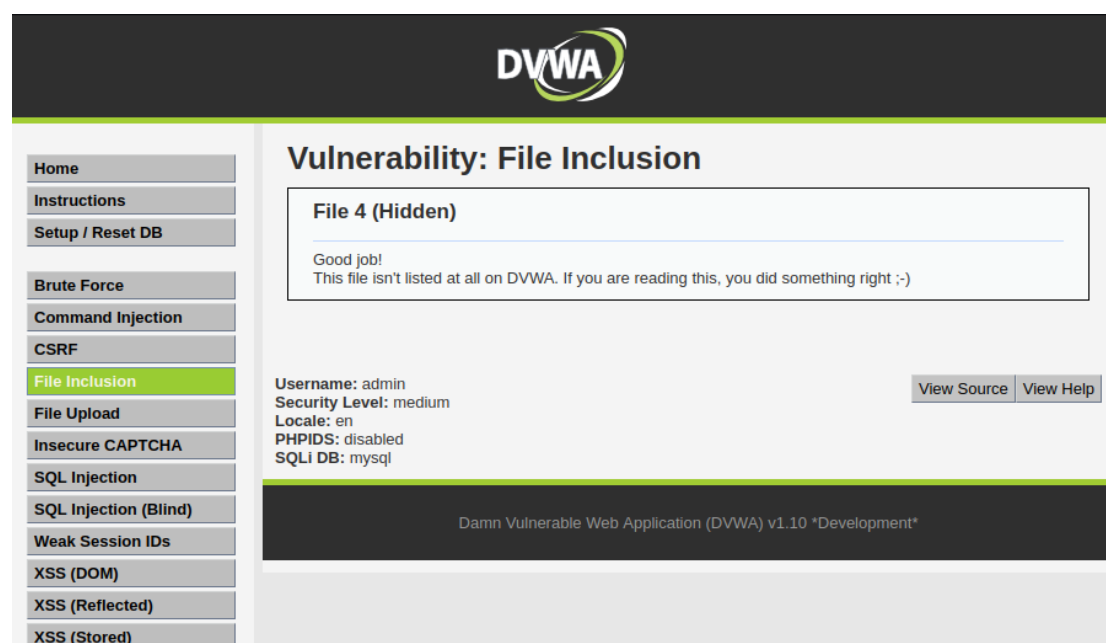 DVWA
Home
Instructions
Setup / Reset DB
Brute Force
Command Injection
CSRF
File Inclusion
File Upload
Insecure CAPTCHA
SQL Injection
SQL Injection (Blind)
Weak Session IDs
XSS (DOM)
XSS (Reflected)
XSS (Stored)
Vulnerability: File Inclusion
File 4 (Hidden)
Good job!
This file isn't listed at all on DVWA. If you are reading this, you did something right ;-)
Username: admin
Security Level: medium
Locale: en
PHPIDS: disabled
SQLi DB: mysql
View Source View Help
Damn Vulnerable Web Application (DVWA) v1.10 *Development*